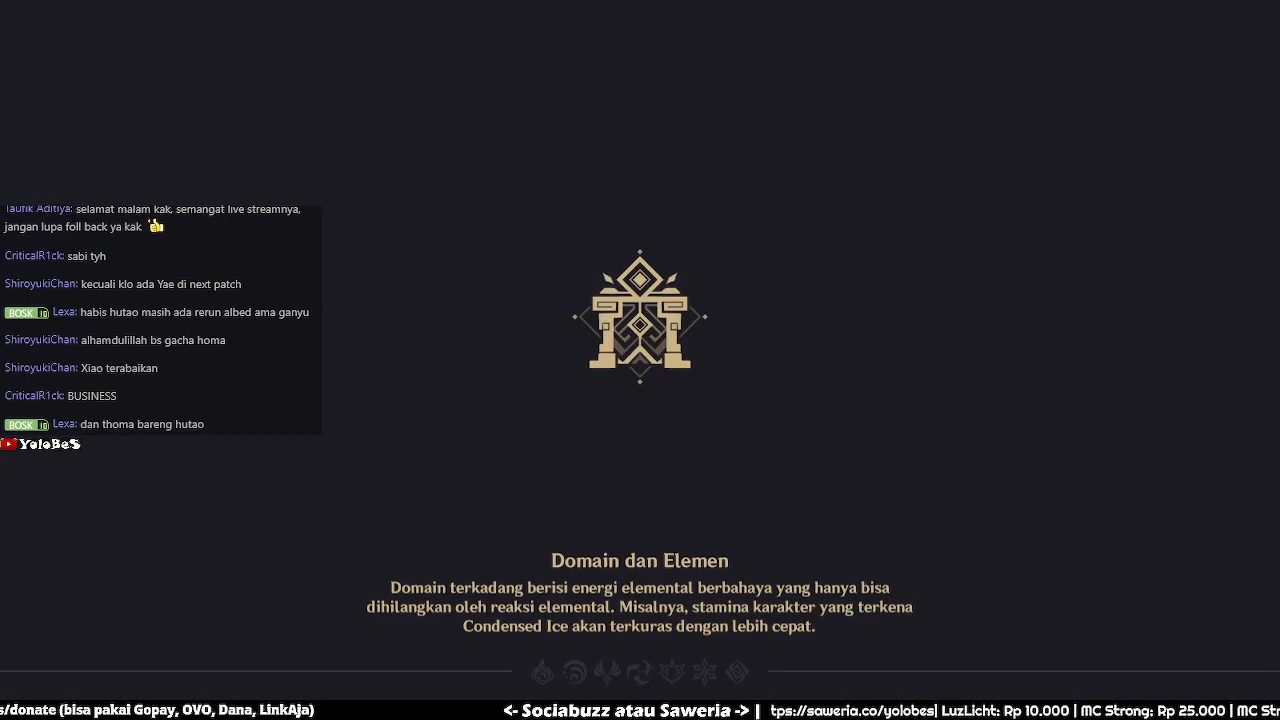 Taufik Aditiya: selamat malam kak, semangat live streamnya,
jangan lupa foll back ya kak
CriticalR1ck: sabi tyh
ShiroyukiChan: kecuali klo ada Yae di next patch
BOSK Lexa: habis hutao masih ada rerun albed ama ganyu
ShiroyukiChan: alhamdulillah bs gacha homa
ShiroyukiChan: Xiao terabaikan
CriticalR1ck: BUSINESS
BOSK Lexa: dan thoma bareng hutao
YoloBeS
Domain dan Elemen
Domain terkadang berisi energi elemental berbahaya yang hanya bisa
dihilangkan oleh reaksi elemental. Misalnya, stamina karakter yang terkena
Condensed Ice akan terkuras dengan lebih cepat.
s/donate (bisa pakai Gopay, OVO, Dana, LinkAja) <- Sociabuzz atau Saweria -> | tps://saweria.co/yolobes| LuzLicht: Rp 10.000 | MC Strong: Rp 25.000 | MC St